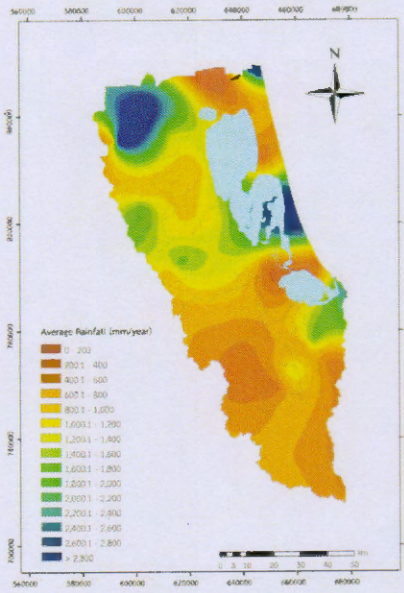 560000 580000 600000 620000 640000 660000 680000
N
Average Rainfall (mm/year)
0 - 200
200.1 - 400
400.1 - 600
600.1 - 800
800.1 - 1,000
1,000.1 - 1,200
1,200.1 - 1,400
1,400.1 - 1,600
1,600.1 - 1,800
1,800.1 - 2,000
2,000.1 - 2,200
2,200.1 - 2,400
2,400.1 - 2,600
2,600.1 - 2,800
> 2,800
Km
0 5 10 20 30 40 50
560000 580000 600000 620000 640000 660000 680000